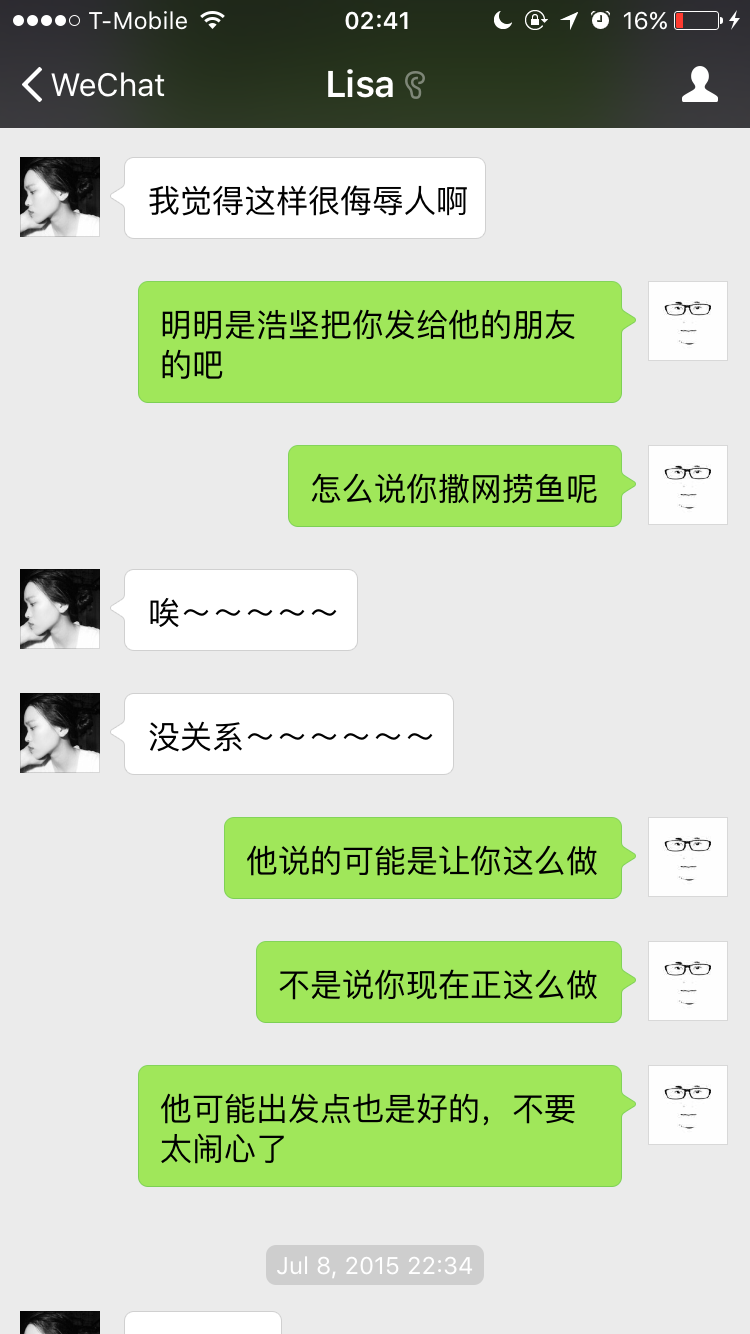 T-Mobile 02:41 16%
WeChat Lisa
我觉得这样很侮辱人啊
明明是浩坚把你发给他的朋友
的吧
怎么说你撒网捞鱼呢
唉～～～～～
没关系～～～～～～
他说的可能是让你这么做
不是说你现在正这么做
他可能出发点也是好的，不要
太闹心了
Jul 8, 2015 22:34